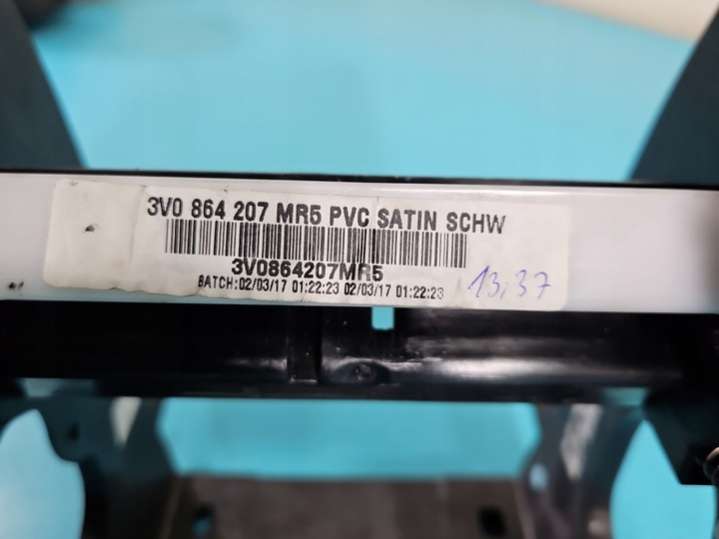 3V0 864 207 MR5 PVC SATIN SCHW
3V0864207MR5
BATCH:02/03/17 01:22:23 02/03/17 01:22:23
13,37